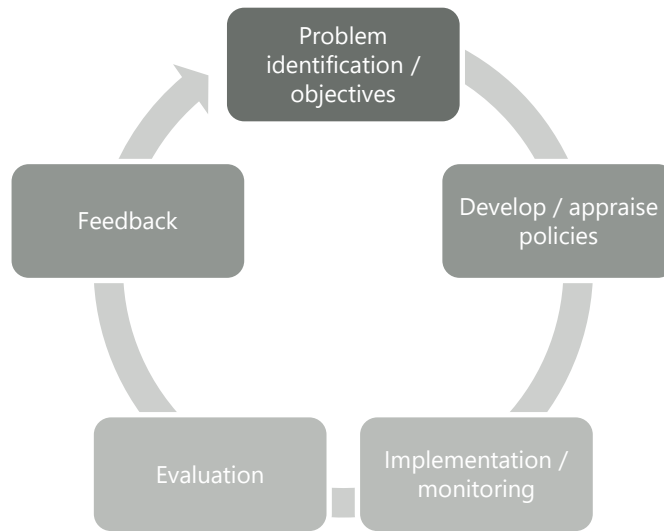 Problem
identification /
objectives
Develop / appraise
policies
Implementation /
monitoring
Evaluation
Feedback